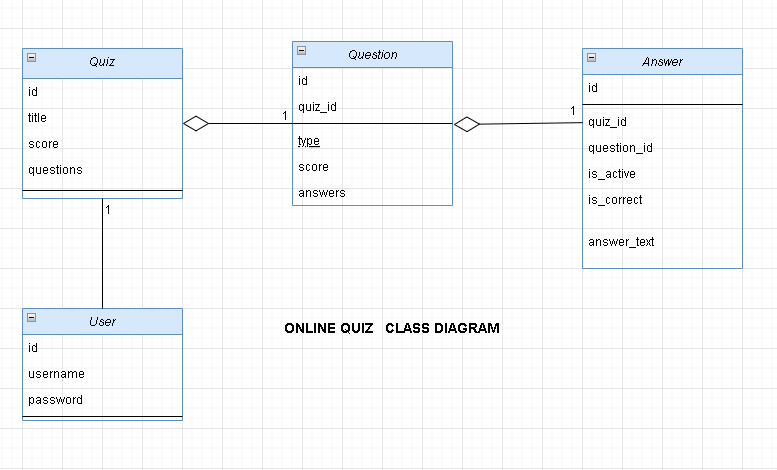 Quiz
id
title
score
questions
1
Question
id
quiz_id
type
score
answers
1
Answer
id
quiz_id
question_id
is_active
is_correct
answer_text
1
User
id
username
password
ONLINE QUIZ CLASS DIAGRAM